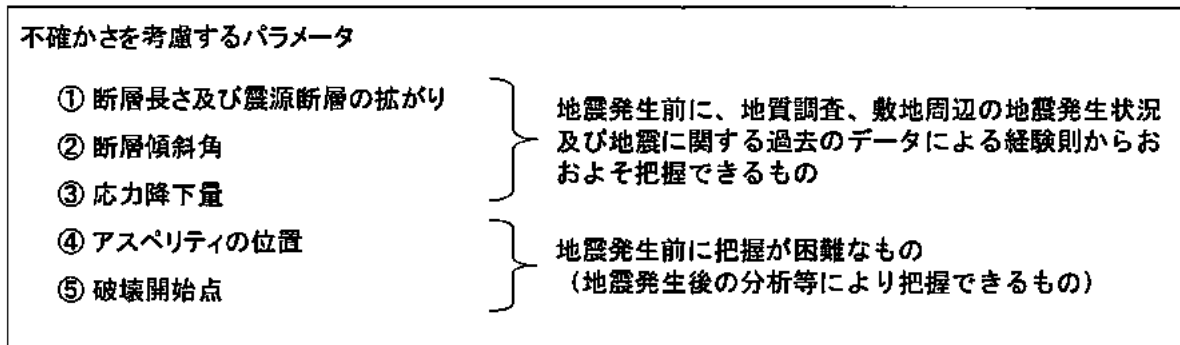 不確かさを考慮するパラメータ
① 断層長さ及び震源断層の拡がり
② 断層傾斜角
③ 応力降下量
地震発生前に、地質調査、敷地周辺の地震発生状況
及び地震に関する過去のデータによる経験則からお
およそ把握できるもの
④ アスペリティの位置
⑤ 破壊開始点
地震発生前に把握が困難なもの
（地震発生後の分析等により把握できるもの）